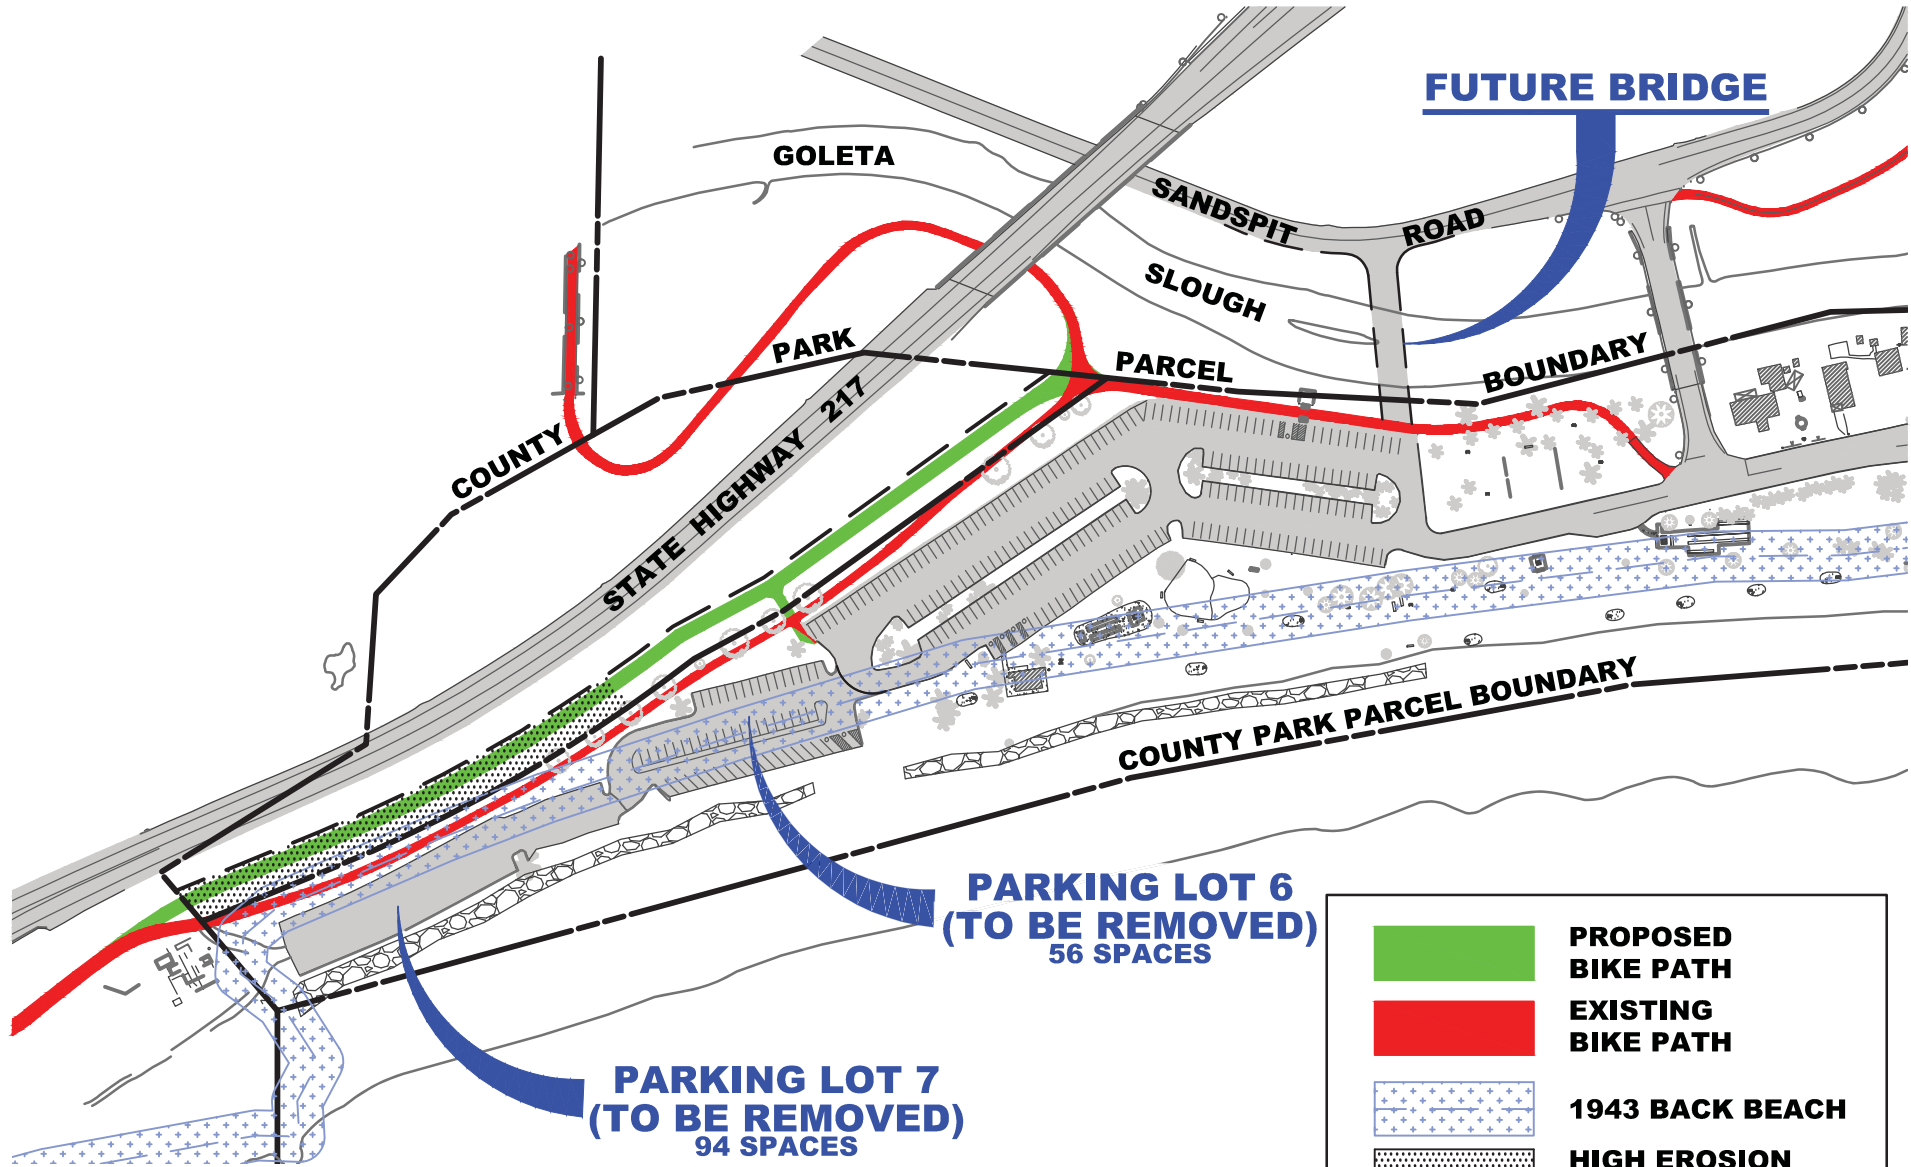 FUTURE BRIDGE
GOLETA
SANDSPIT
ROAD
SLOUGH
PARK
PARCEL
BOUNDARY
COUNTY
STATE HIGHWAY 217
COUNTY PARK PARCEL BOUNDARY
PARKING LOT 6
(TO BE REMOVED)
56 SPACES
PARKING LOT 7
(TO BE REMOVED)
94 SPACES
PROPOSED
BIKE PATH
EXISTING
BIKE PATH
1943 BACK BEACH
HIGH EROSION